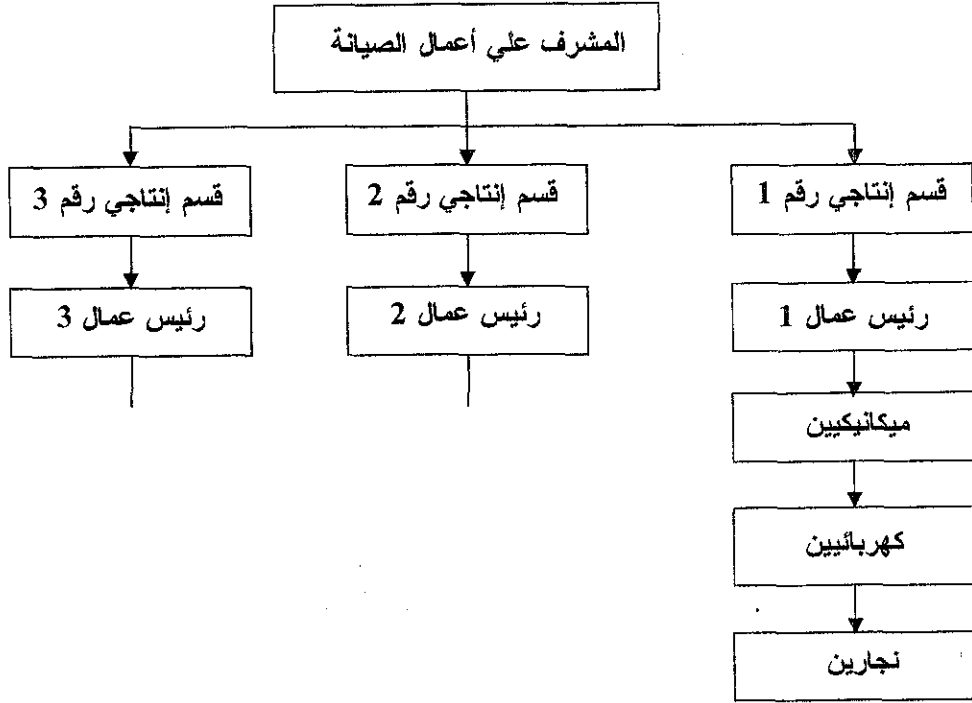 المشرف علي أعمال الصيانة
قسم إنتاجي رقم 1
قسم إنتاجي رقم 2
قسم إنتاجي رقم 3
رئيس عمال 1
رئيس عمال 2
رئيس عمال 3
ميكانيكيين
كهربائيين
نجارين